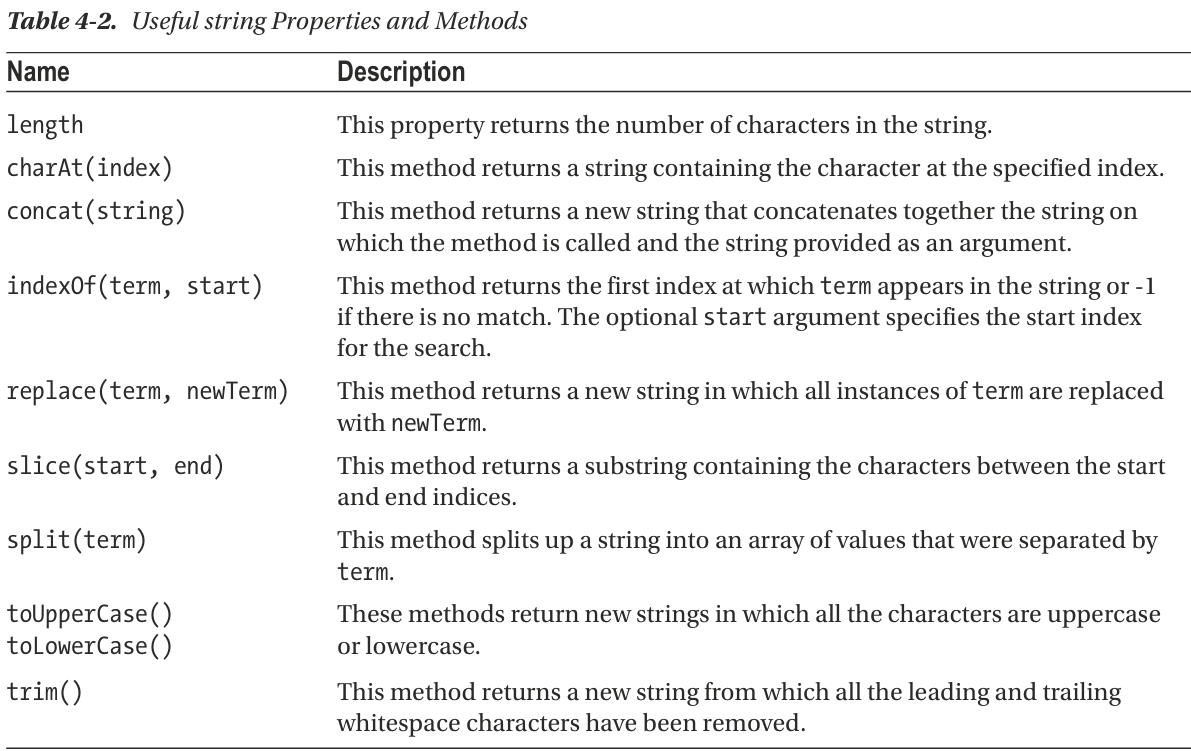 Table 4-2. Useful string Properties and Methods
Name Description
length This property returns the number of characters in the string.
charAt(index) This method returns a string containing the character at the specified index.
concat(string) This method returns a new string that concatenates together the string on
which the method is called and the string provided as an argument.
indexOf(term, start) This method returns the first index at which term appears in the string or -1
if there is no match. The optional start argument specifies the start index
for the search.
replace(term, newTerm) This method returns a new string in which all instances of term are replaced
with newTerm.
slice(start, end) This method returns a substring containing the characters between the start
and end indices.
split(term) This method splits up a string into an array of values that were separated by
term.
toUpperCase() These methods return new strings in which all the characters are uppercase
toLowerCase() or lowercase.
trim() This method returns a new string from which all the leading and trailing
whitespace characters have been removed.